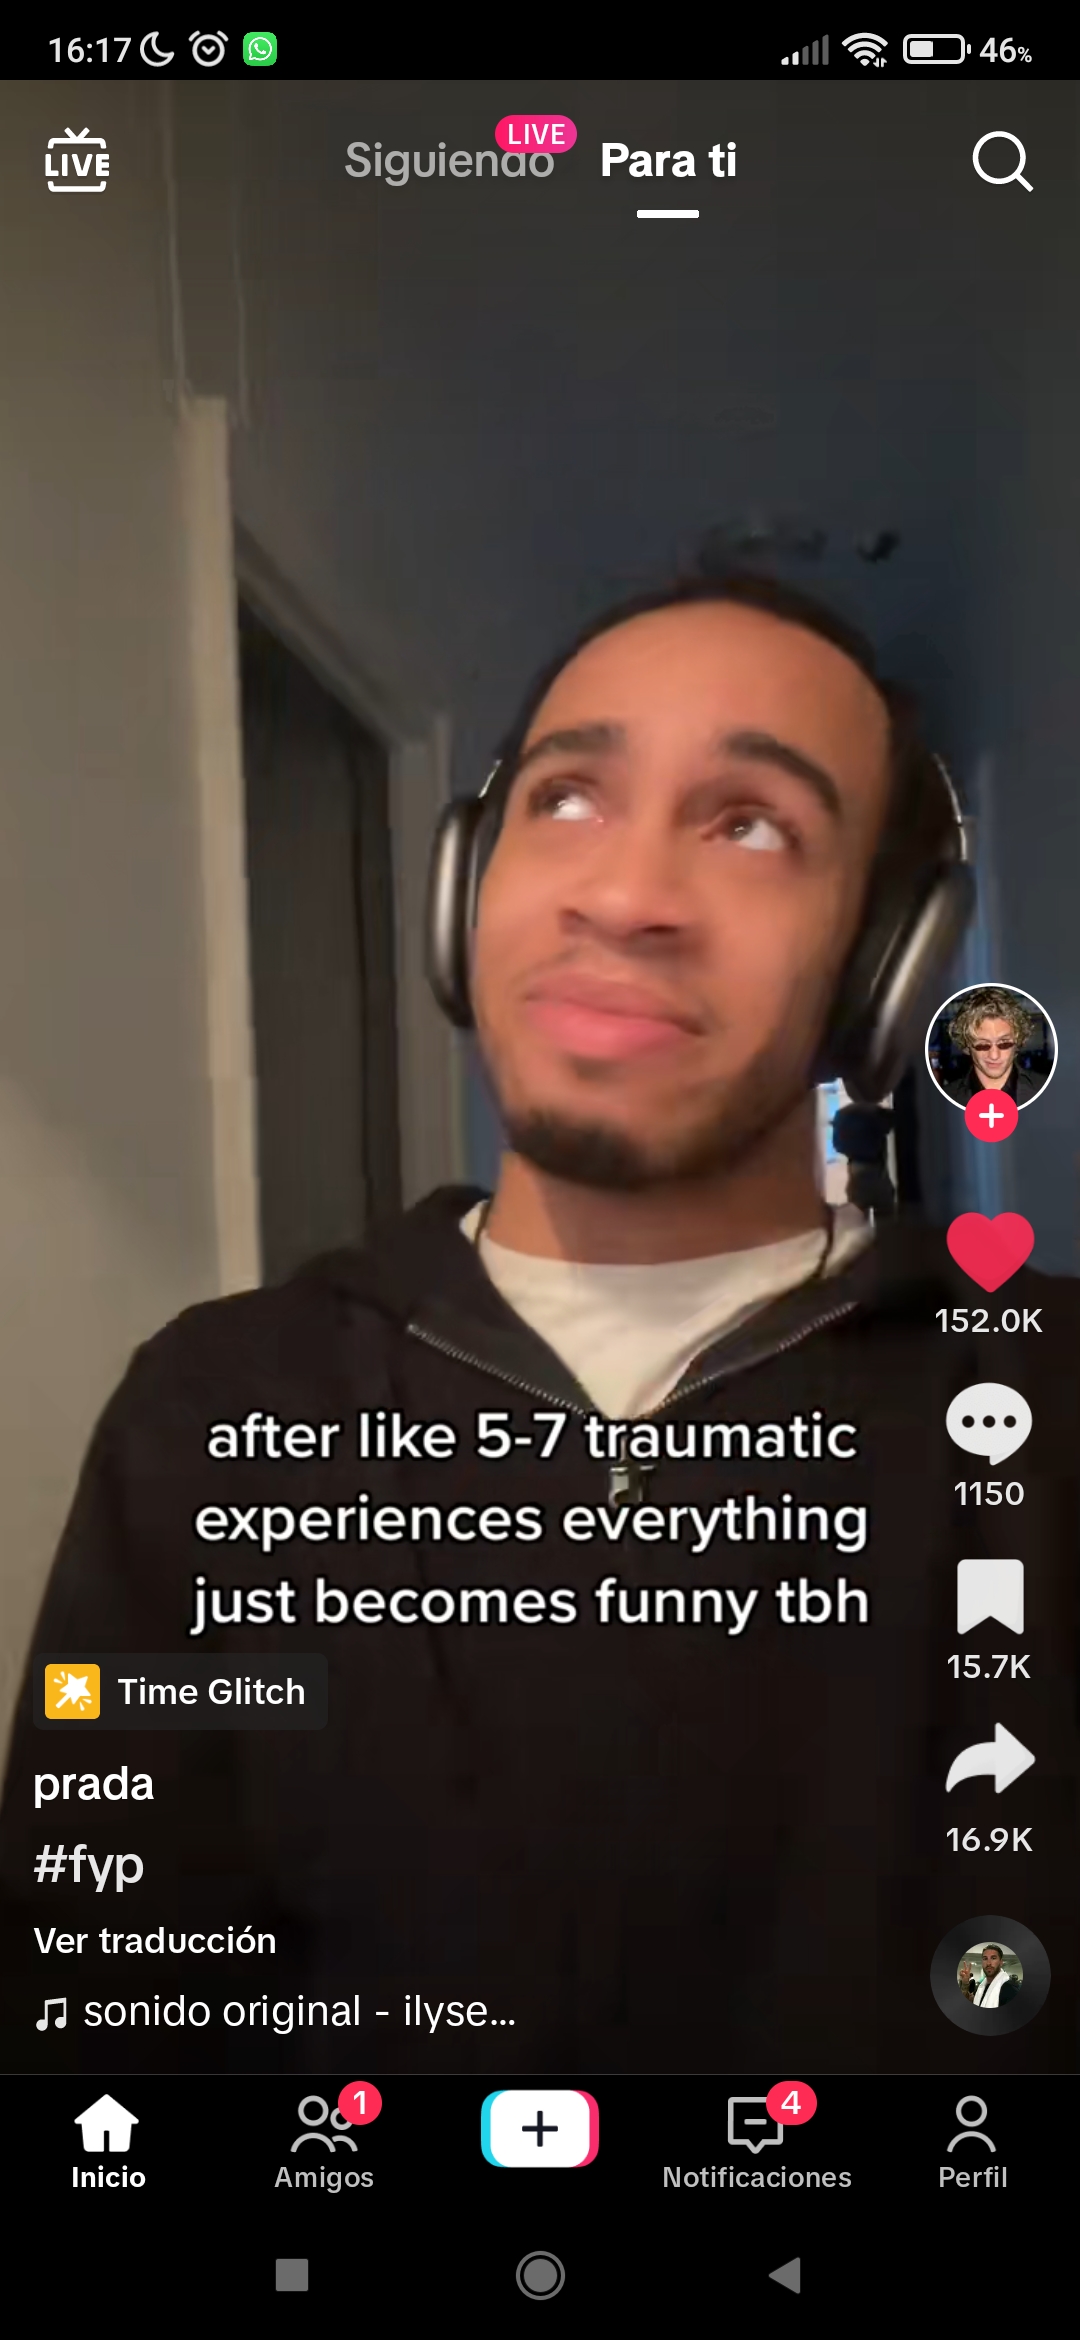 16:17
46%
LIVE
Siguiendo
LIVE
Para ti
152.0K
1150
15.7K
16.9K
after like 5-7 traumatic
experiences everything
just becomes funny tbh
Time Glitch
prada
#fyp
Ver traducción
sonido original - ilyse...
1
4
Inicio
Amigos
Notificaciones
Perfil